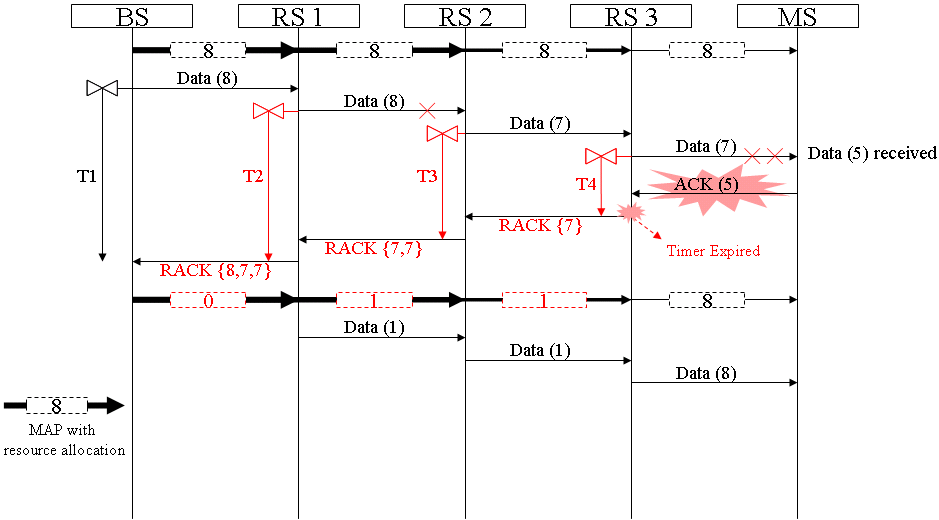 BS RS 1 RS 2 RS 3 MS
8 8 8 8
Data (8)
Data (8)
Data (7)
Data (7)
Data (5) received
T1 T2 T3 T4
ACK (5)
RACK {7}
RACK {7,7}
Timer Expired
RACK {8,7,7}
0 1 1 8
Data (1)
Data (1)
Data (8)
8
MAP with
resource allocation